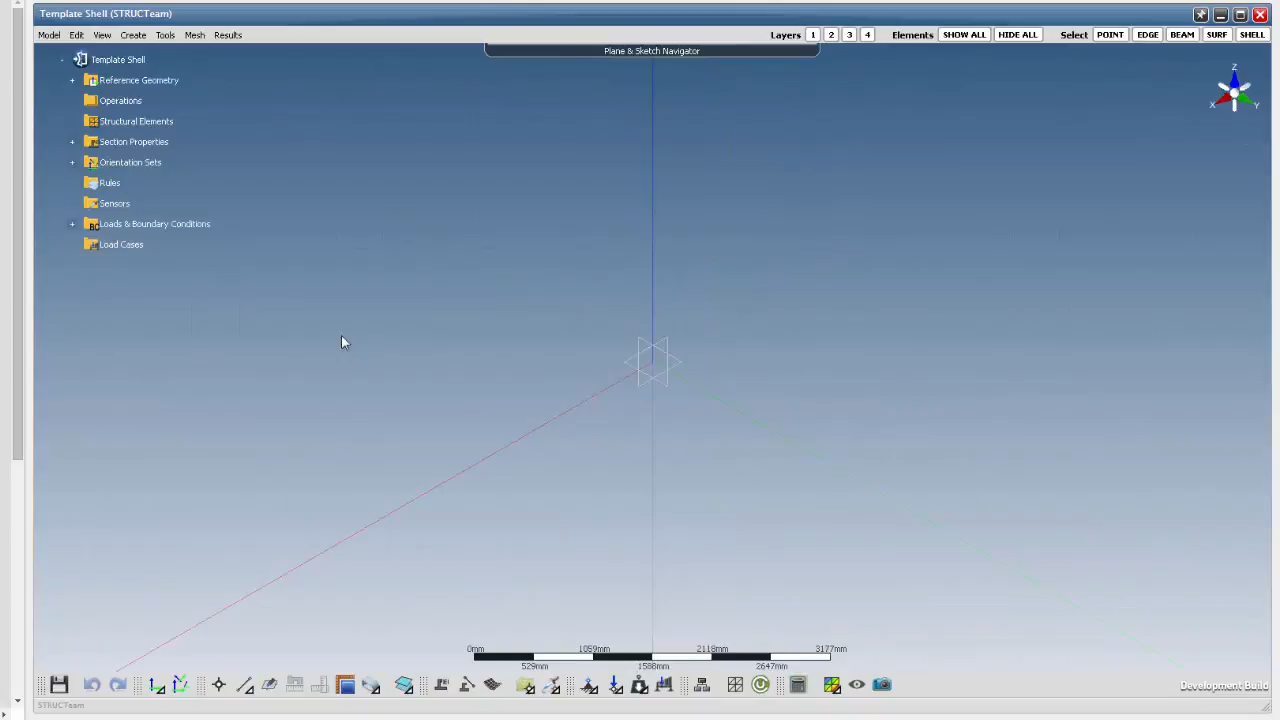 Template Shell (STRUCTeam)
Model Edit View Create Tools Mesh Results Layers 1 2 3 4 Elements SHOW ALL HIDE ALL Select POINT EDGE BEAM SURF SHELL
Plane & Sketch Navigator
Template Shell
Reference Geometry
Operations
Structural Elements
Section Properties
Orientation Sets
Rules
Sensors
Loads & Boundary Conditions
Load Cases
Z
X Y
0mm 1059mm 2118mm 3177mm
529mm 1588mm 2647mm
Development Build
STRUCTeam